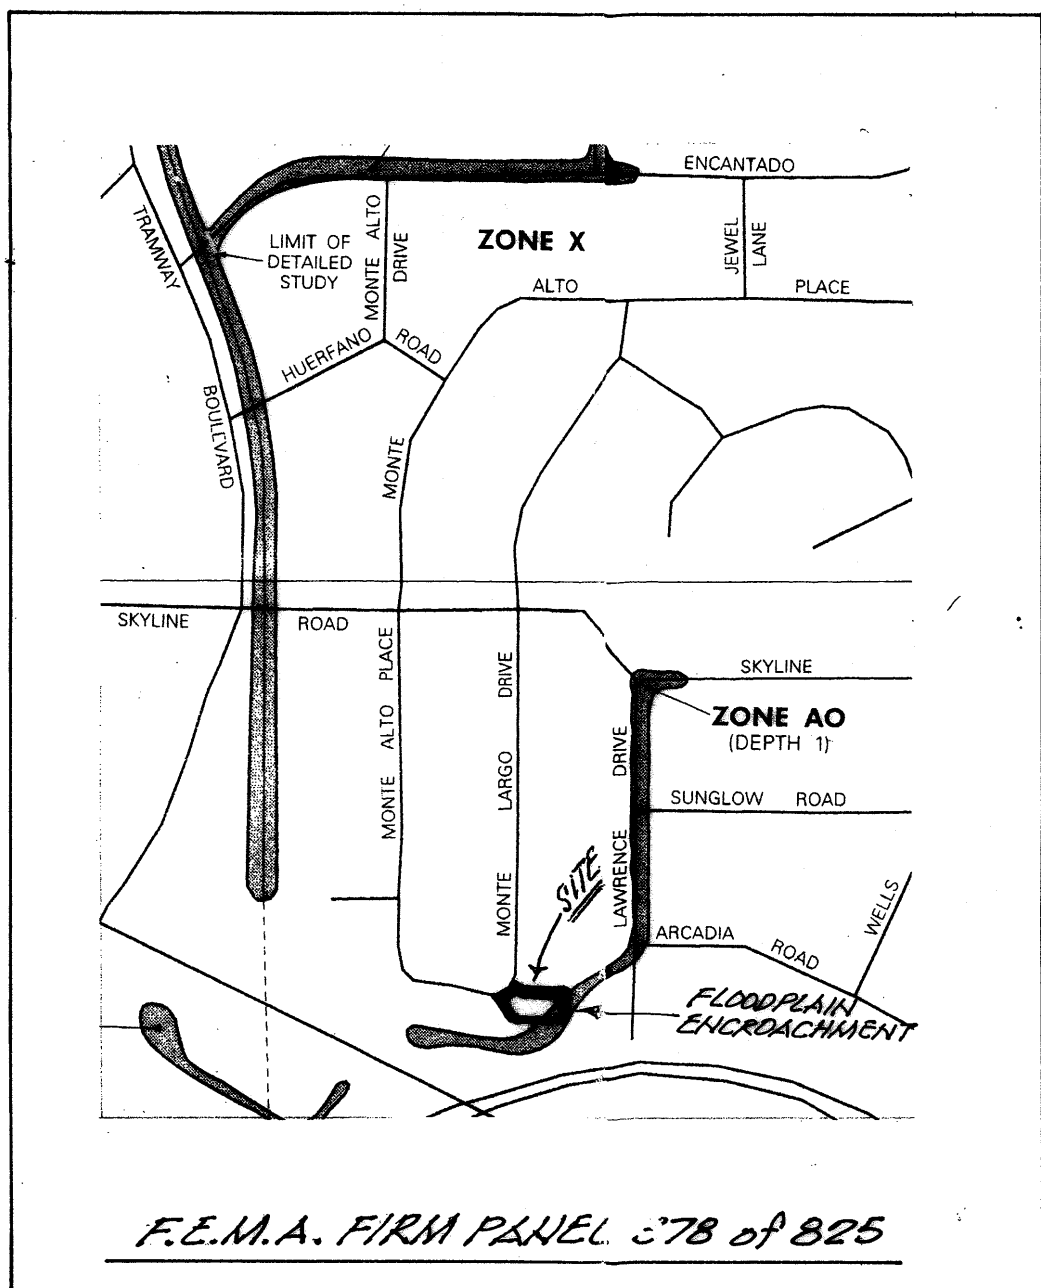 ENCANTADO
TRAMWAY
LIMIT OF
DETAILED
STUDY
MONTE ALTO
DRIVE
ZONE X
JEWEL
LANE
ALTO
PLACE
HUERFANO
ROAD
BOULEVARD
MONTE
SKYLINE
ROAD
MONTE ALTO PLACE
MONTE LARGO DRIVE
LAWRENCE DRIVE
SKYLINE
ZONE AO
(DEPTH 1)
SUNGLOW ROAD
SITE
WELLS
ARCADIA
ROAD
FLOODPLAIN
ENCROACHMENT
F.E.M.A. FIRM PANEL 78 of 825